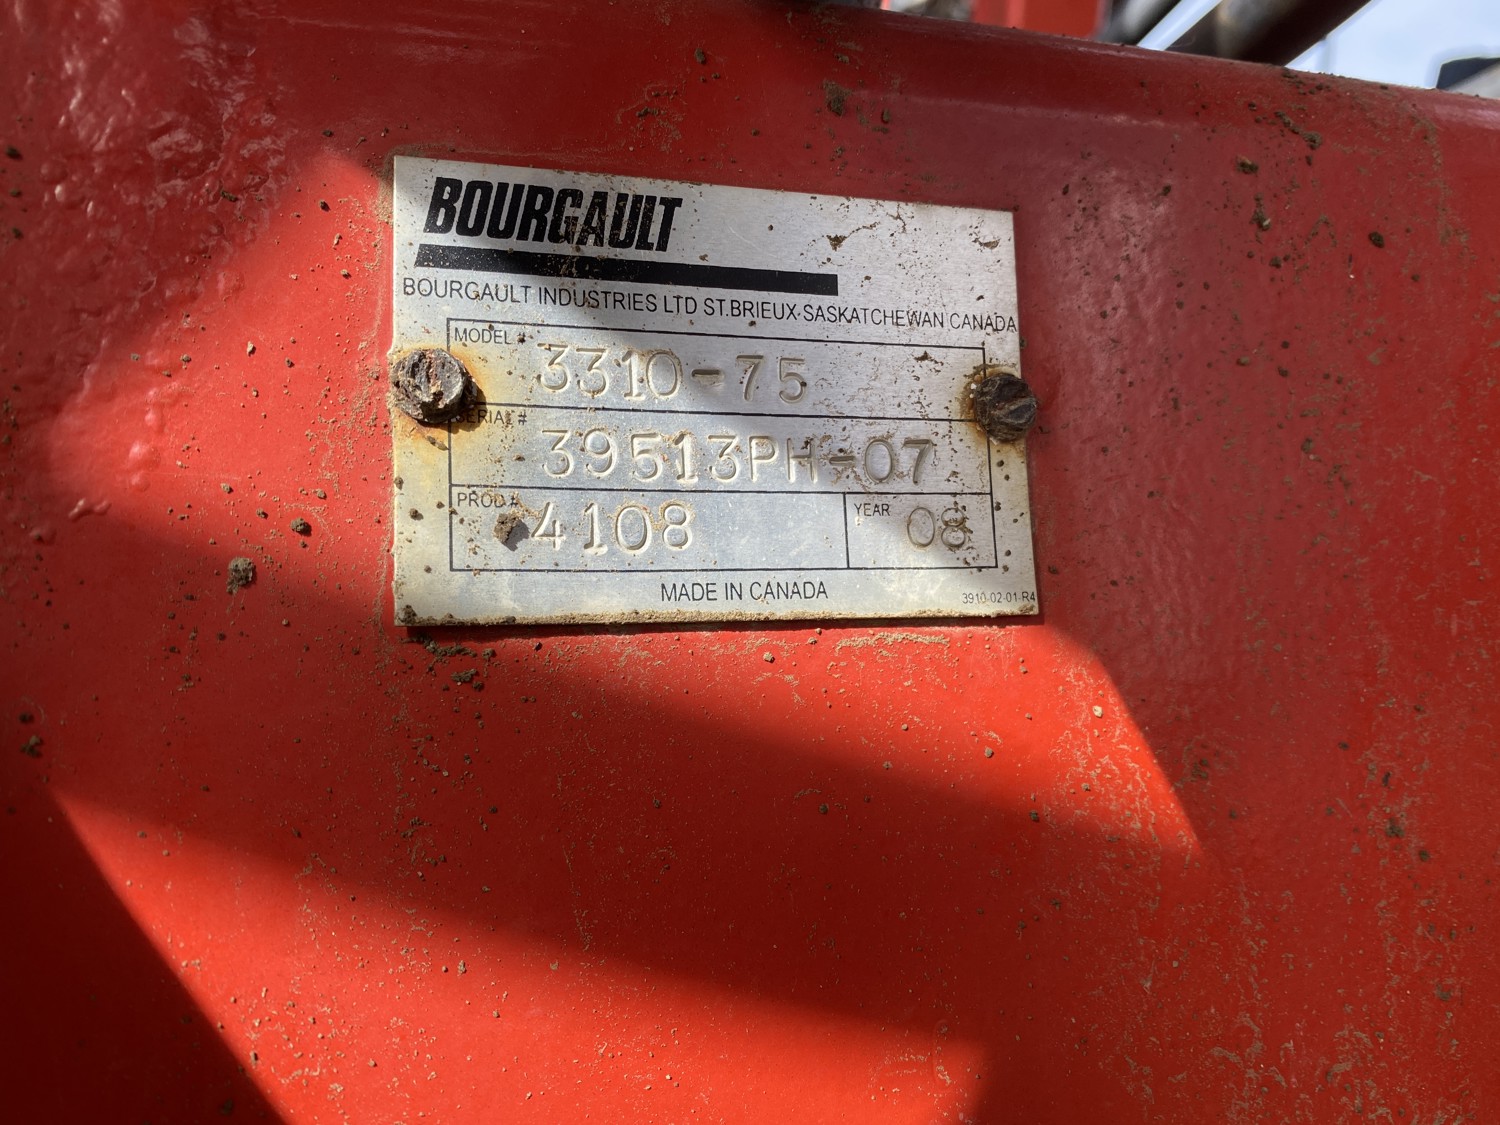 BOURGAULT
BOURGAULT INDUSTRIES LTD ST.BRIEUX SASKATCHEWAN CANADA
MODEL # 3310-75
SERIAL # 39513PH-07
PROD # 4108 YEAR 08
MADE IN CANADA
3910-02-01-R4